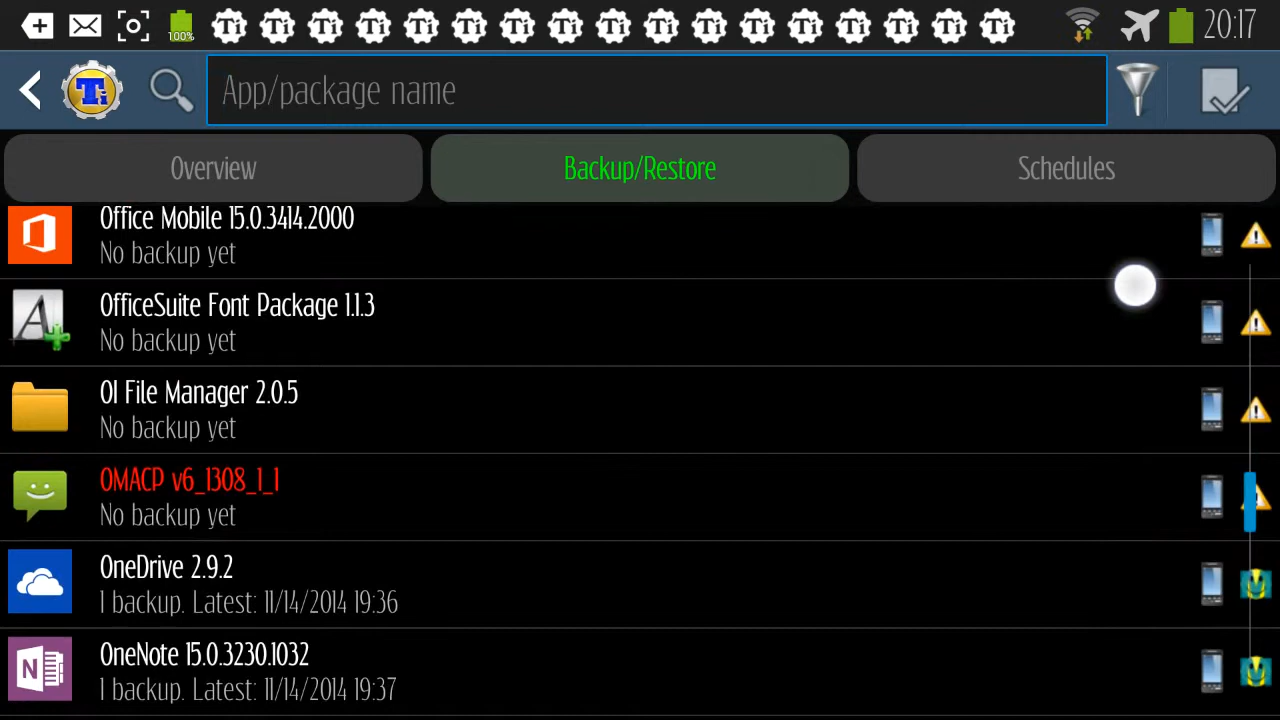 100%
20:17
App/package name
Overview
Backup/Restore
Schedules
Office Mobile 15.0.3414.2000
No backup yet
OfficeSuite Font Package 1.1.3
No backup yet
OI File Manager 2.0.5
No backup yet
OMACP v6_1308_1_1
No backup yet
OneDrive 2.9.2
1 backup. Latest: 11/14/2014 19:36
OneNote 15.0.3230.1032
1 backup. Latest: 11/14/2014 19:37